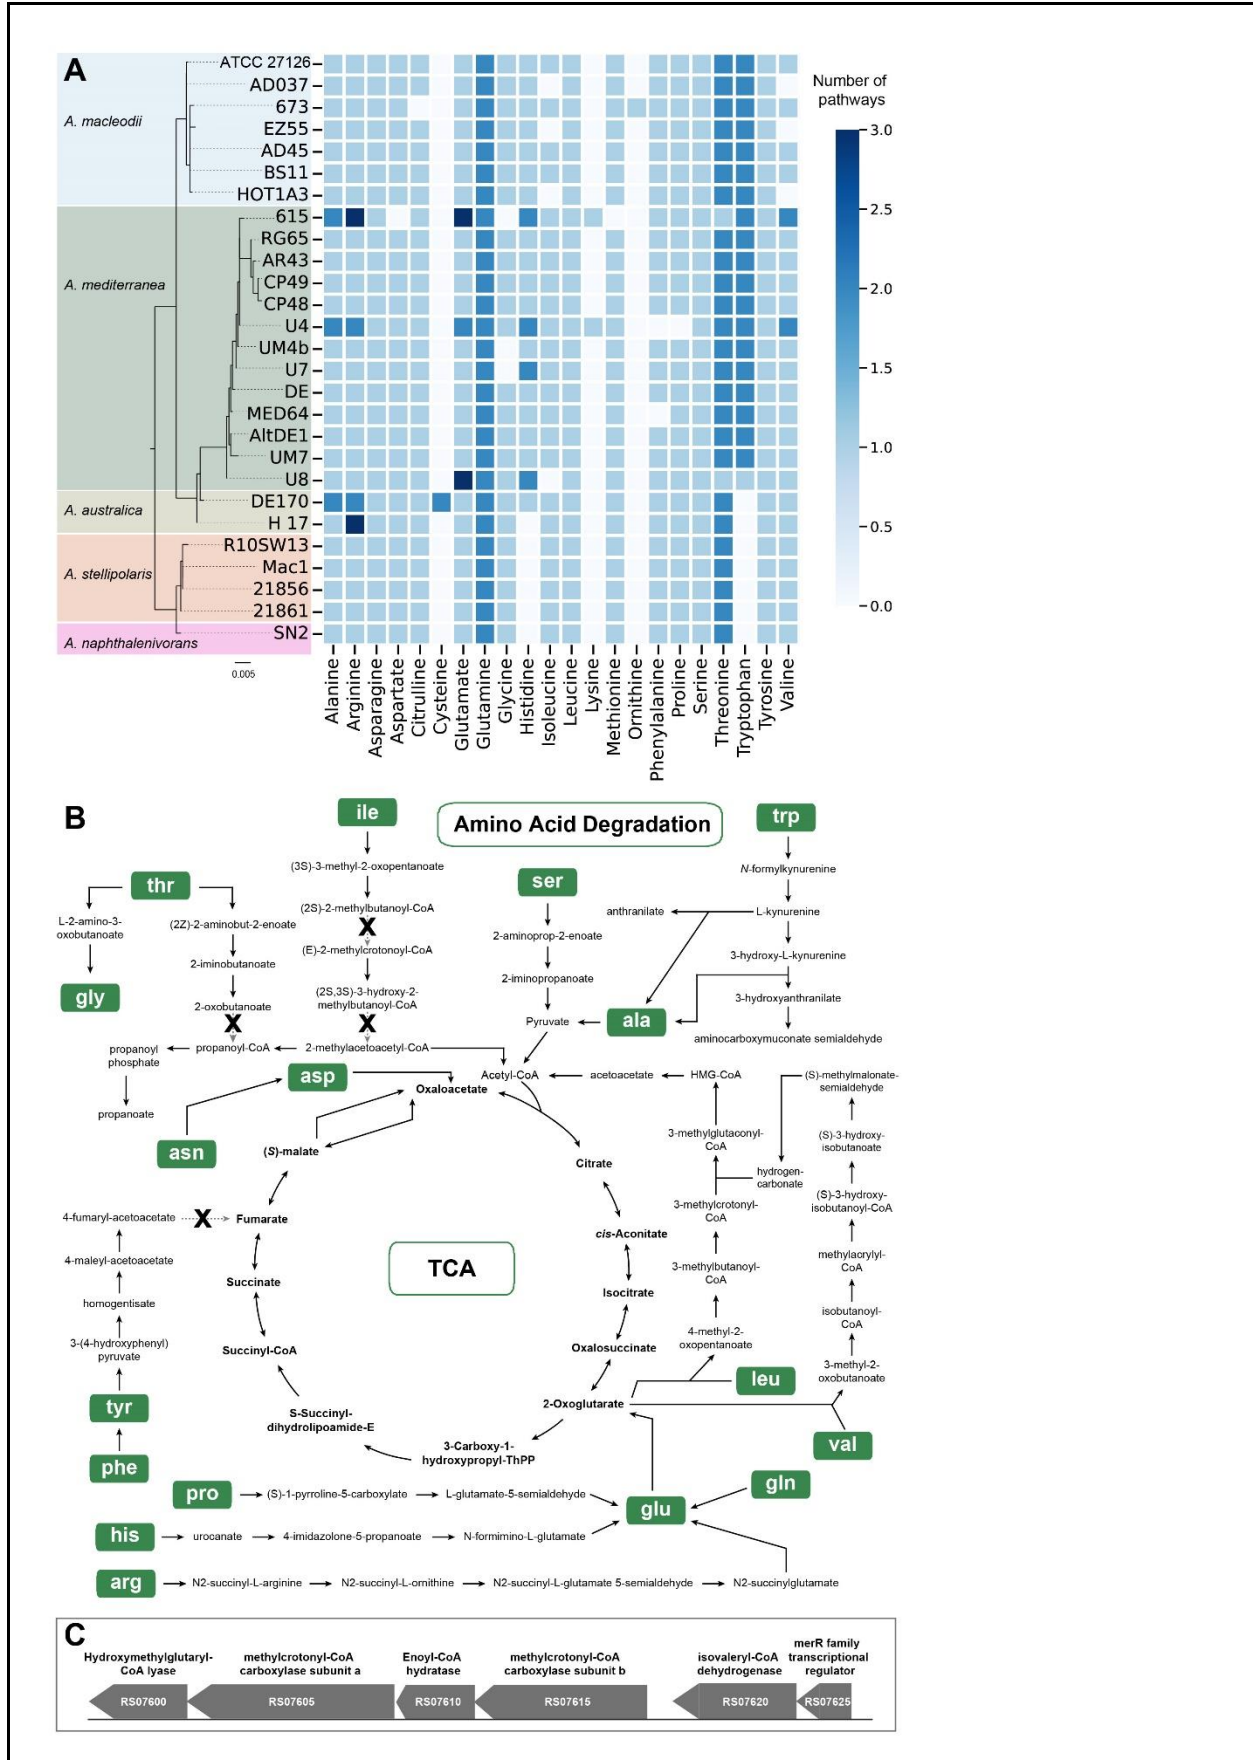 A
ATCC 27126
AD037
673
A. macleodii
EZ55
AD45
BS11
HOT1A3
615
RG65
AR43
A. mediterranea
CP49
CP48
U4
UM4b
U7
DE
MED64
AltDE1
UM7
U8
DE170
A. australica
H 17
R10SW13
Mac1
A. stellipolaris
21856
21861
SN2
A. naphthalenivorans
0.005
Number of
pathways
3.0
2.5
2.0
1.5
1.0
0.5
0.0
Alanine
Arginine
Asparagine
Aspartate
Citrulline
Cysteine
Glutamate
Glutamine
Glycine
Histidine
Isoleucine
Leucine
Lysine
Methionine
Ornithine
Phenylalanine
Proline
Serine
Threonine
Tryptophan
Tyrosine
Valine
B
Amino Acid Degradation
ile
(3S)-3-methyl-2-oxopentanoate
(2S)-2-methylbutanoyl-CoA
X
(E)-2-methylcrotonoyl-CoA
(2S,3S)-3-hydroxy-2-
methylbutanoyl-CoA
X
2-methylacetoacetyl-CoA
thr
L-2-amino-3-
oxobutanoate
gly
(2Z)-2-aminobut-2-enoate
2-iminobutanoate
2-oxobutanoate
X
propanoyl-CoA
propanoyl
phosphate
propanoate
ser
2-aminoprop-2-enoate
2-iminopropanoate
Pyruvate
ala
trp
N-formylkynurenine
anthranilate
L-kynurenine
3-hydroxy-L-kynurenine
3-hydroxyanthranilate
aminocarboxymuconate semialdehyde
asp
asn
Oxaloacetate
Acetyl-CoA
acetoacetate
HMG-CoA
(S)-methylmalonate-
semialdehyde
3-methylglutaconyl-
CoA
(S)-3-hydroxy-
isobutanoate
hydrogen-
carbonate
3-methylcrotonyl-
CoA
(S)-3-hydroxy-
isobutanoyl-CoA
3-methylbutanoyl-
CoA
methylacrylyl-
CoA
isobutanoyl-
CoA
4-methyl-2-
oxopentanoate
3-methyl-2-
oxobutanoate
leu
val
(S)-malate
Citrate
4-fumaryl-acetoacetate
X
Fumarate
cis-Aconitate
4-maleyl-acetoacetate
TCA
Succinate
Isocitrate
homogentisate
3-(4-hydroxyphenyl)
pyruvate
Succinyl-CoA
Oxalosuccinate
tyr
S-Succinyl-
dihydrolipoamide-E
2-Oxoglutarate
3-Carboxy-1-
hydroxypropyl-ThPP
phe
pro
(S)-1-pyrroline-5-carboxylate
L-glutamate-5-semialdehyde
glu
gln
his
urocanate
4-imidazolone-5-propanoate
N-formimino-L-glutamate
arg
N2-succinyl-L-arginine
N2-succinyl-L-ornithine
N2-succinyl-L-glutamate 5-semialdehyde
N2-succinylglutamate
C
Hydroxymethylglutaryl-
CoA lyase
methylcrotonyl-CoA
carboxylase subunit a
Enoyl-CoA
hydratase
methylcrotonyl-CoA
carboxylase subunit b
isovaleryl-CoA
dehydrogenase
merR family
transcriptional
regulator
RS07600
RS07605
RS07610
RS07615
RS07620
RS07625